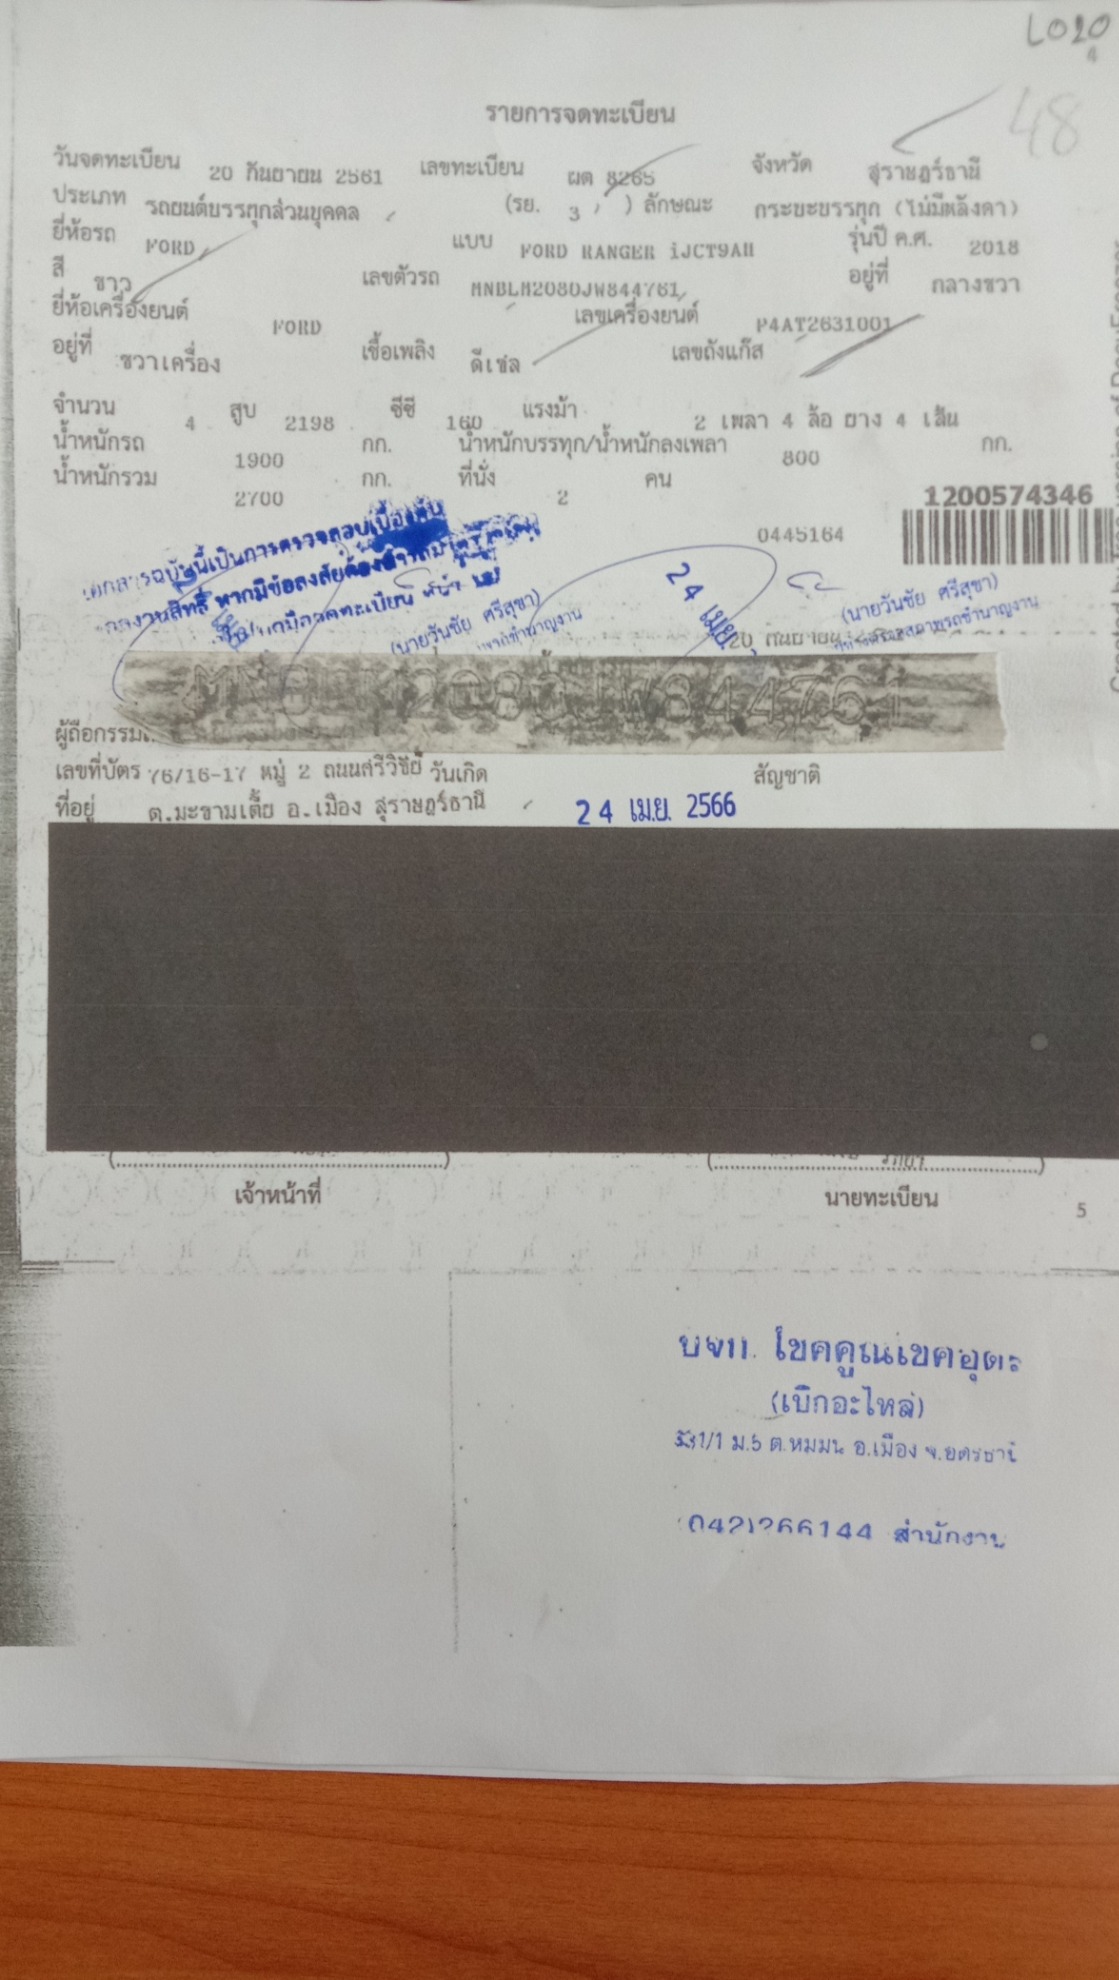 LO20
4
48
รายการจดทะเบียน
วันจดทะเบียน 20 กันยายน 2561 เลขทะเบียน ผต 8265 จังหวัด สุราษฎร์ธานี
ประเภท รถยนต์บรรทุกส่วนบุคคล (รย. 3 ) ลักษณะ กระบะบรรทุก (ไม่มีหลังคา)
ยี่ห้อรถ FORD แบบ FORD RANGER iJCT9AH รุ่นปี ค.ศ. 2018
สี ขาว เลขตัวรถ MNBLM2080JW844761 อยู่ที่ กลางขวา
ยี่ห้อเครื่องยนต์ FORD เลขเครื่องยนต์ P4AT2631001
อยู่ที่ ขวาเครื่อง เชื้อเพลิง ดีเซล เลขถังแก๊ส
จำนวน 4 สูบ 2198 ซีซี 160 แรงม้า 2 เพลา 4 ล้อ ยาง 4 เส้น
น้ำหนักรถ 1900 กก. น้ำหนักบรรทุก/น้ำหนักลงเพลา 800 กก.
น้ำหนักรวม 2700 กก. ที่นั่ง 2 คน
1200574346
0445164
(นายวันชัย ศรีสุขา)
(นายวันชัย ศรีสุขา)
24 เม.ย.
MNBLM2080JW844761
เลขที่บัตร 76/16-17 หมู่ 2 ถนนศรีวิชัย วันเกิด สัญชาติ
ที่อยู่ ต.มะขามเตี้ย อ.เมือง สุราษฎร์ธานี 24 เม.ย. 2566
เจ้าหน้าที่ นายทะเบียน
5
บจก. โชคคูณเขคอุดร
(เบิกอะไหล่)
ม.5 ต.หมูม่น อ.เมือง จ.อุดรธานี
(042)266144 สำนักงาน